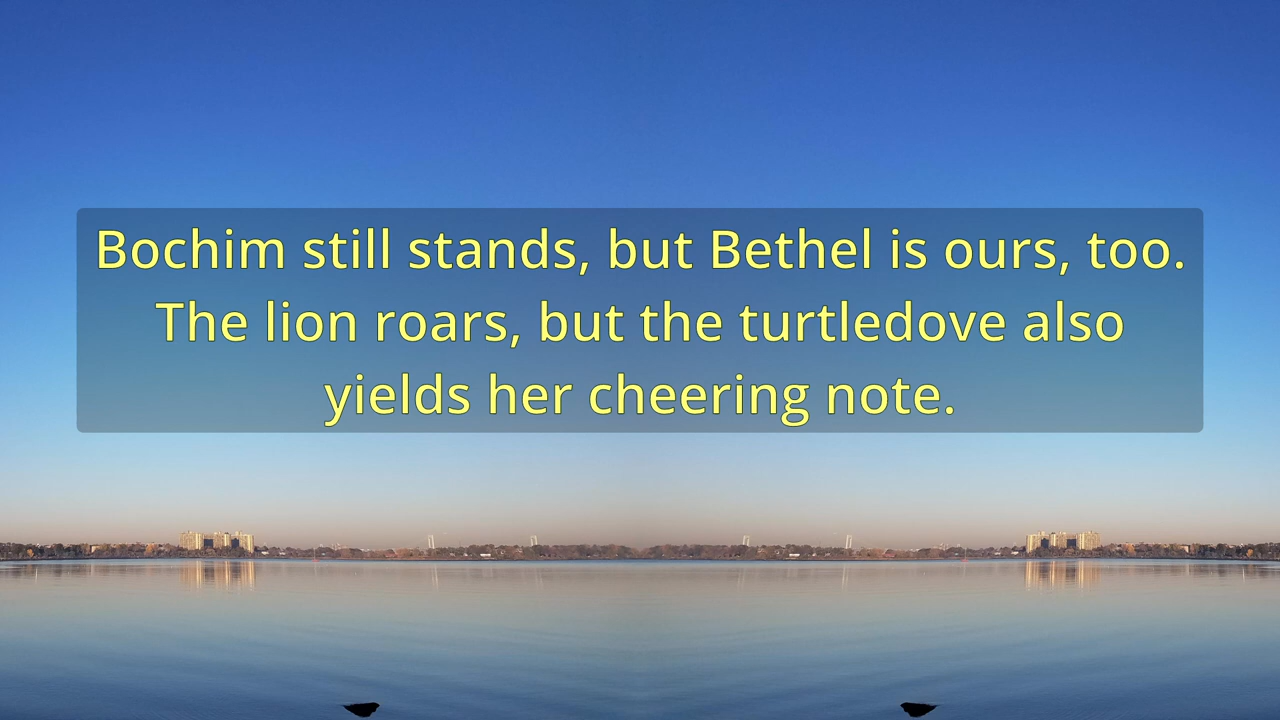 Bochim still stands, but Bethel is ours, too.
The lion roars, but the turtledove also
yields her cheering note.